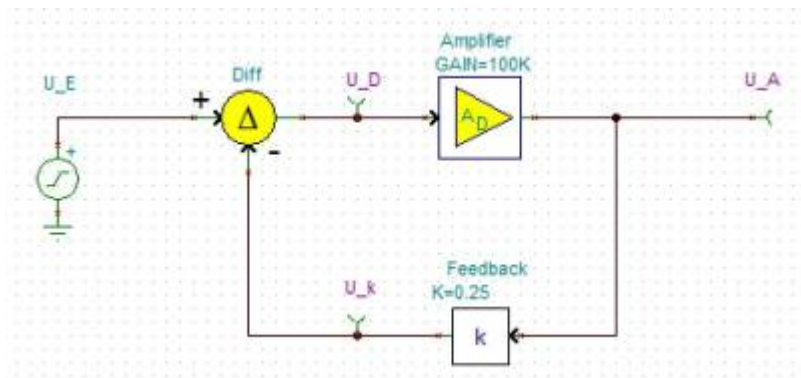 Amplifier
GAIN=100K
U_E
Diff
U_D
U_A
+
+
Δ
A_D
-
Feedback
K=0.25
U_k
k